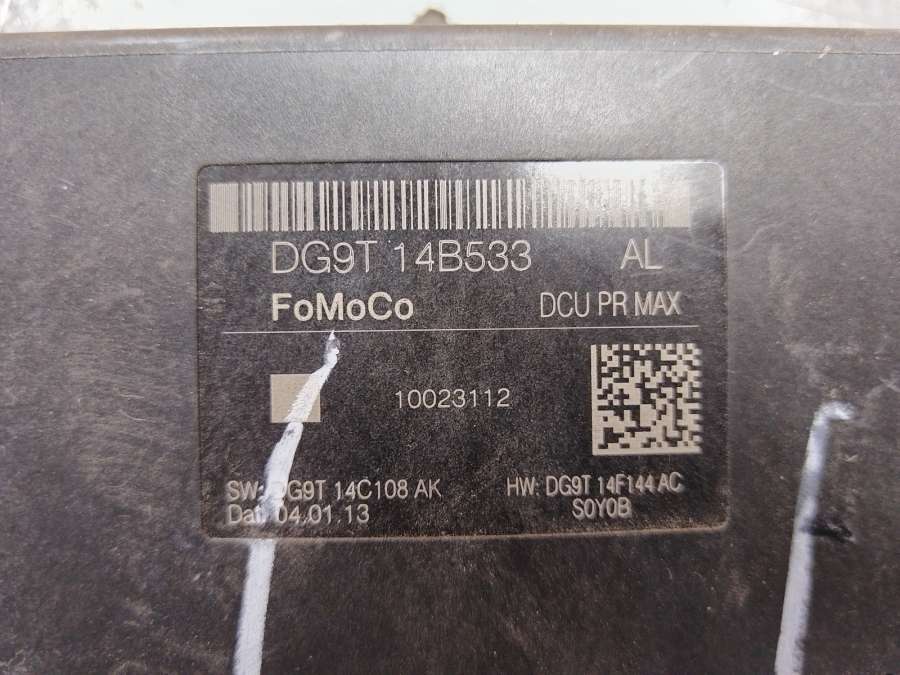 DG9T 14B533 AL
FoMoCo DCU PR MAX
10023112
SW: DG9T 14C108 AK HW: DG9T 14F144 AC
Dat: 04.01.13 S0Y0B